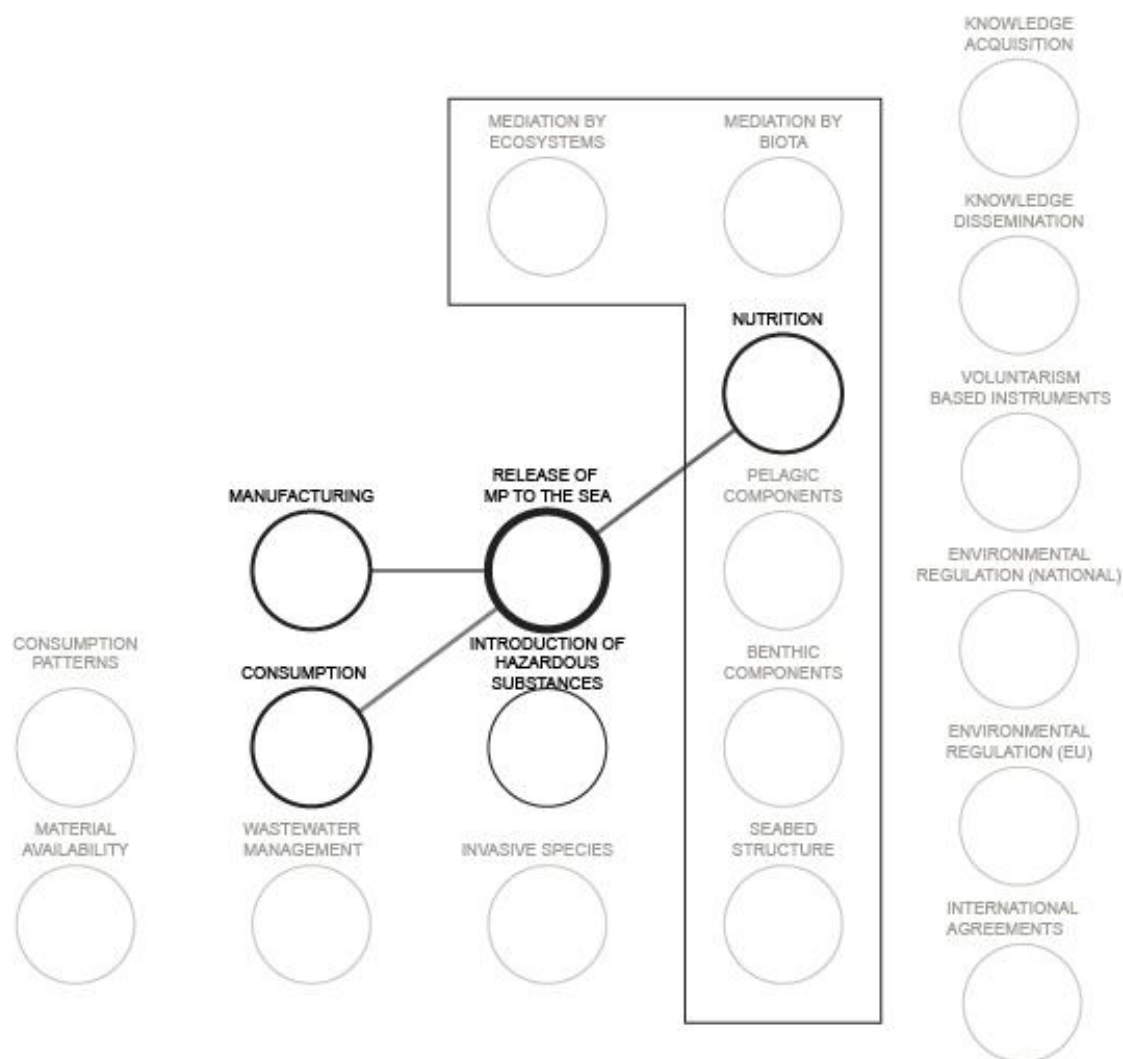 KNOWLEDGE
ACQUISITION
MEDIATION BY
ECOSYSTEMS
MEDIATION BY
BIOTA
KNOWLEDGE
DISSEMINATION
NUTRITION
VOLUNTARISM
BASED INSTRUMENTS
MANUFACTURING
RELEASE OF
MP TO THE SEA
PELAGIC
COMPONENTS
ENVIRONMENTAL
REGULATION (NATIONAL)
CONSUMPTION
PATTERNS
CONSUMPTION
INTRODUCTION OF
HAZARDOUS
SUBSTANCES
BENTHIC
COMPONENTS
ENVIRONMENTAL
REGULATION (EU)
MATERIAL
AVAILABILITY
WASTEWATER
MANAGEMENT
INVASIVE SPECIES
SEABED
STRUCTURE
INTERNATIONAL
AGREEMENTS